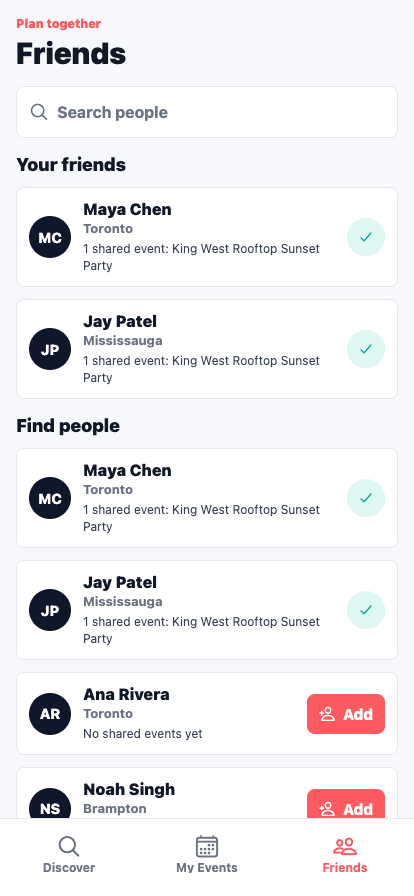 Plan together
Friends
Search people
Your friends
MC
Maya Chen
Toronto
1 shared event: King West Rooftop Sunset
Party
JP
Jay Patel
Mississauga
1 shared event: King West Rooftop Sunset
Party
Find people
MC
Maya Chen
Toronto
1 shared event: King West Rooftop Sunset
Party
JP
Jay Patel
Mississauga
1 shared event: King West Rooftop Sunset
Party
AR
Ana Rivera
Toronto
No shared events yet
Add
NS
Noah Singh
Brampton
Add
Discover
My Events
Friends